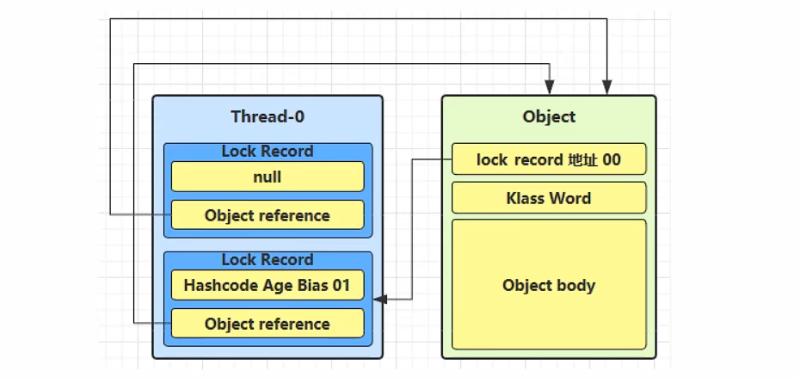 Thread-0
Lock Record
null
Object reference
Lock Record
Hashcode Age Bias 01
Object reference
Object
lock record 地址 00
Klass Word
Object body